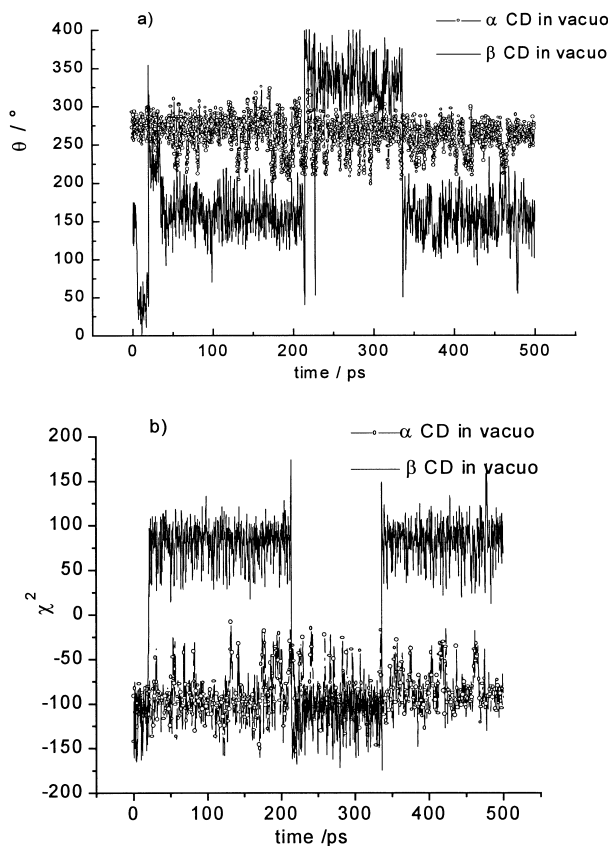 a)
α CD in vacuo
β CD in vacuo
400
350
300
250
200
150
100
50
0
θ / °
0 100 200 300 400 500
time / ps
b)
α CD in vacuo
β CD in vacuo
200
150
100
50
0
-50
-100
-150
-200
χ²
0 100 200 300 400 500
time /ps